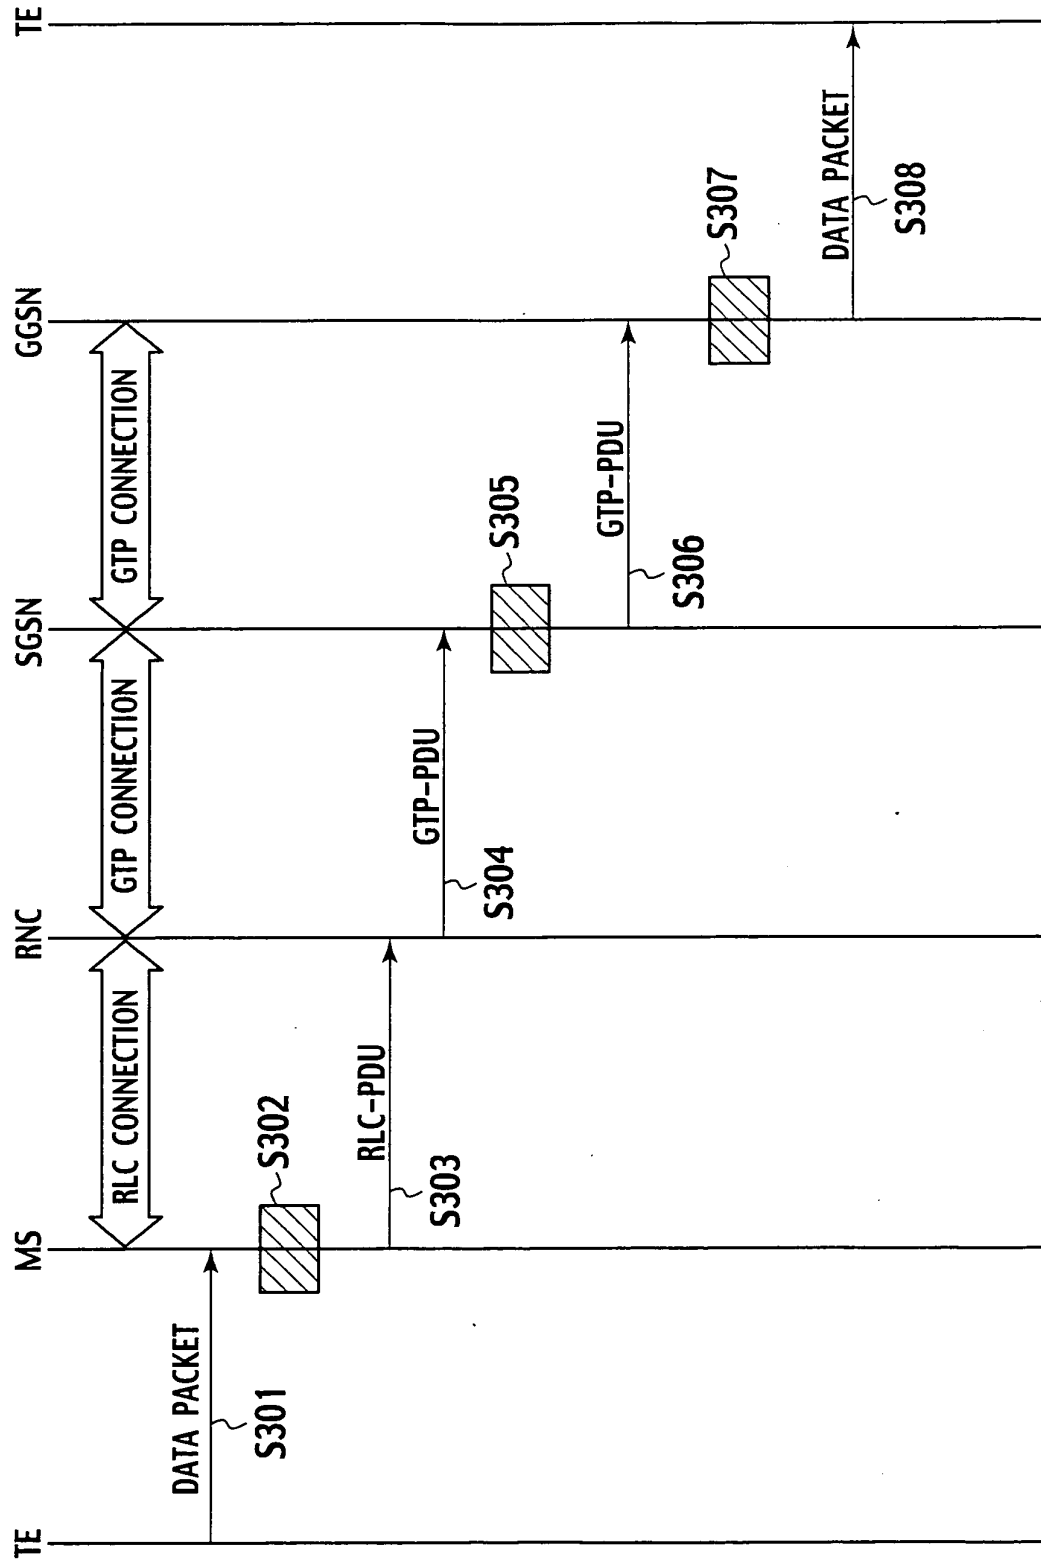 TE
MS
RNC
SGSN
GGSN
TE
RLC CONNECTION
GTP CONNECTION
GTP CONNECTION
DATA PACKET
S301
S302
RLC-PDU
S303
GTP-PDU
S304
S305
GTP-PDU
S306
S307
DATA PACKET
S308